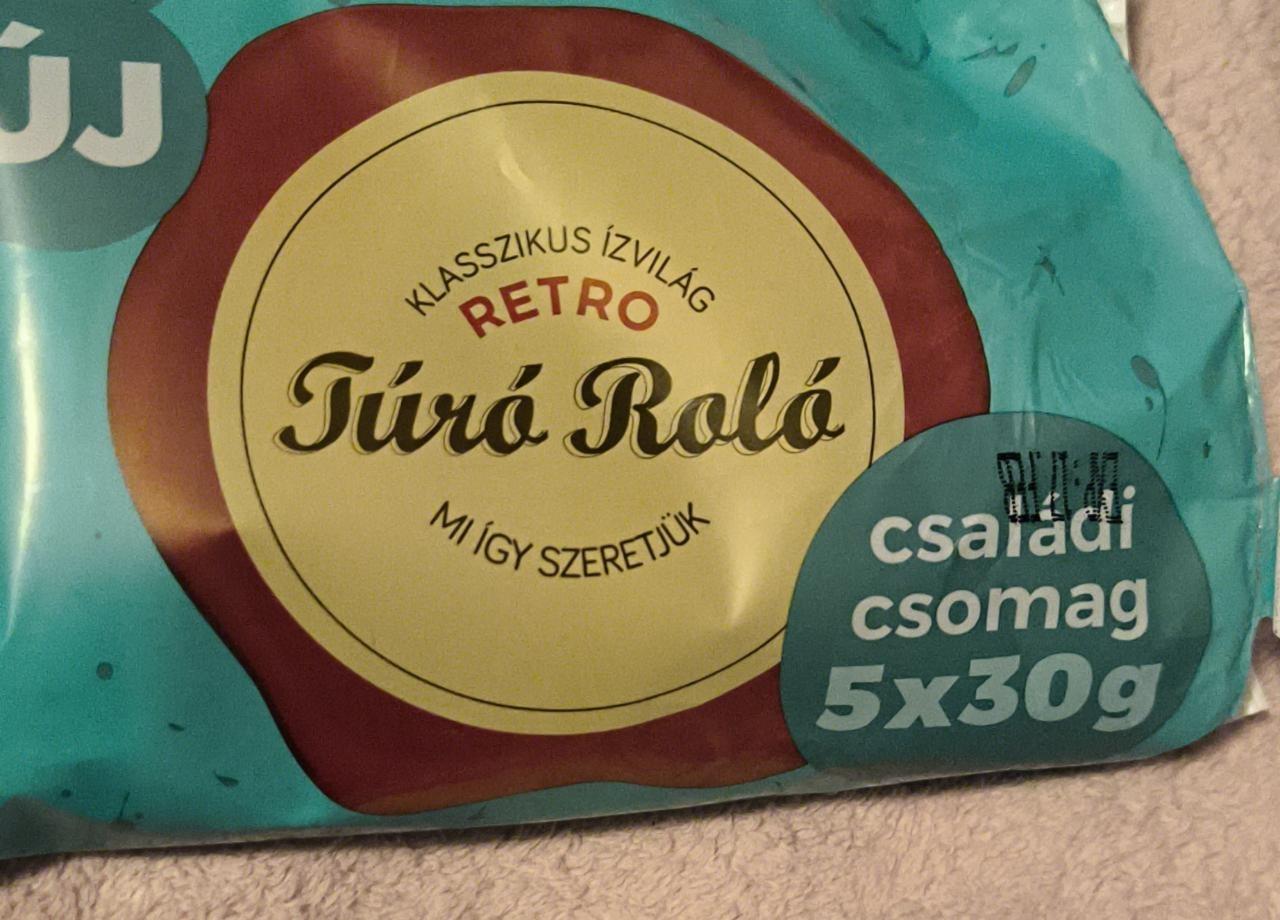 ÚJ
KLASSZIKUS ÍZVILÁG
RETRO
Túró Roló
MI ÍGY SZERETJÜK
családi
csomag
5x30g